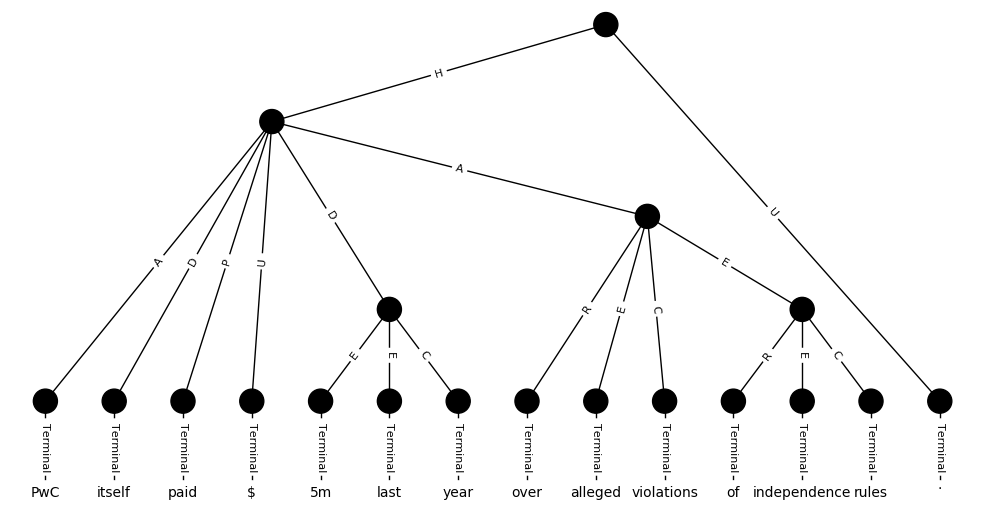 H
A
U
A
D
P
U
D
E
R
E
C
E
E
C
R
E
C
Terminal Terminal Terminal Terminal Terminal Terminal Terminal Terminal Terminal Terminal Terminal Terminal Terminal Terminal
PwC itself paid $ 5m last year over alleged violations of independence rules .